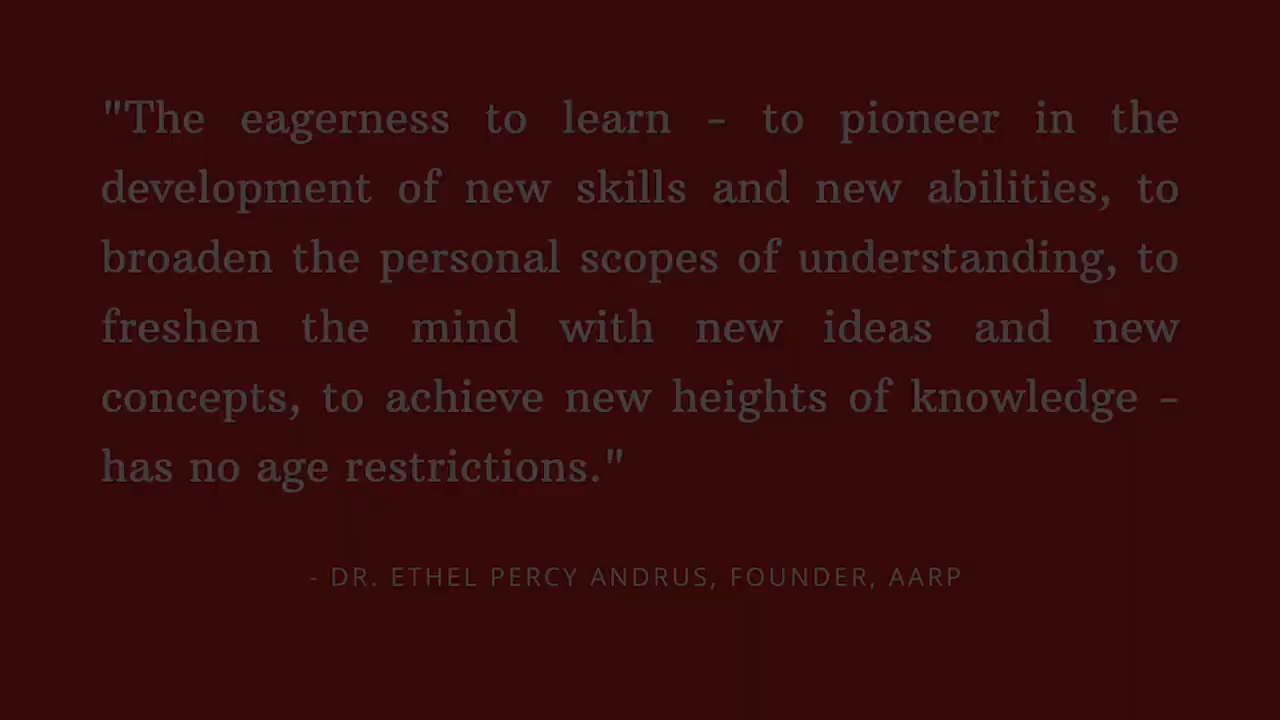 "The eagerness to learn - to pioneer in the
development of new skills and new abilities, to
broaden the personal scopes of understanding, to
freshen the mind with new ideas and new
concepts, to achieve new heights of knowledge -
has no age restrictions."
- DR. ETHEL PERCY ANDRUS, FOUNDER, AARP